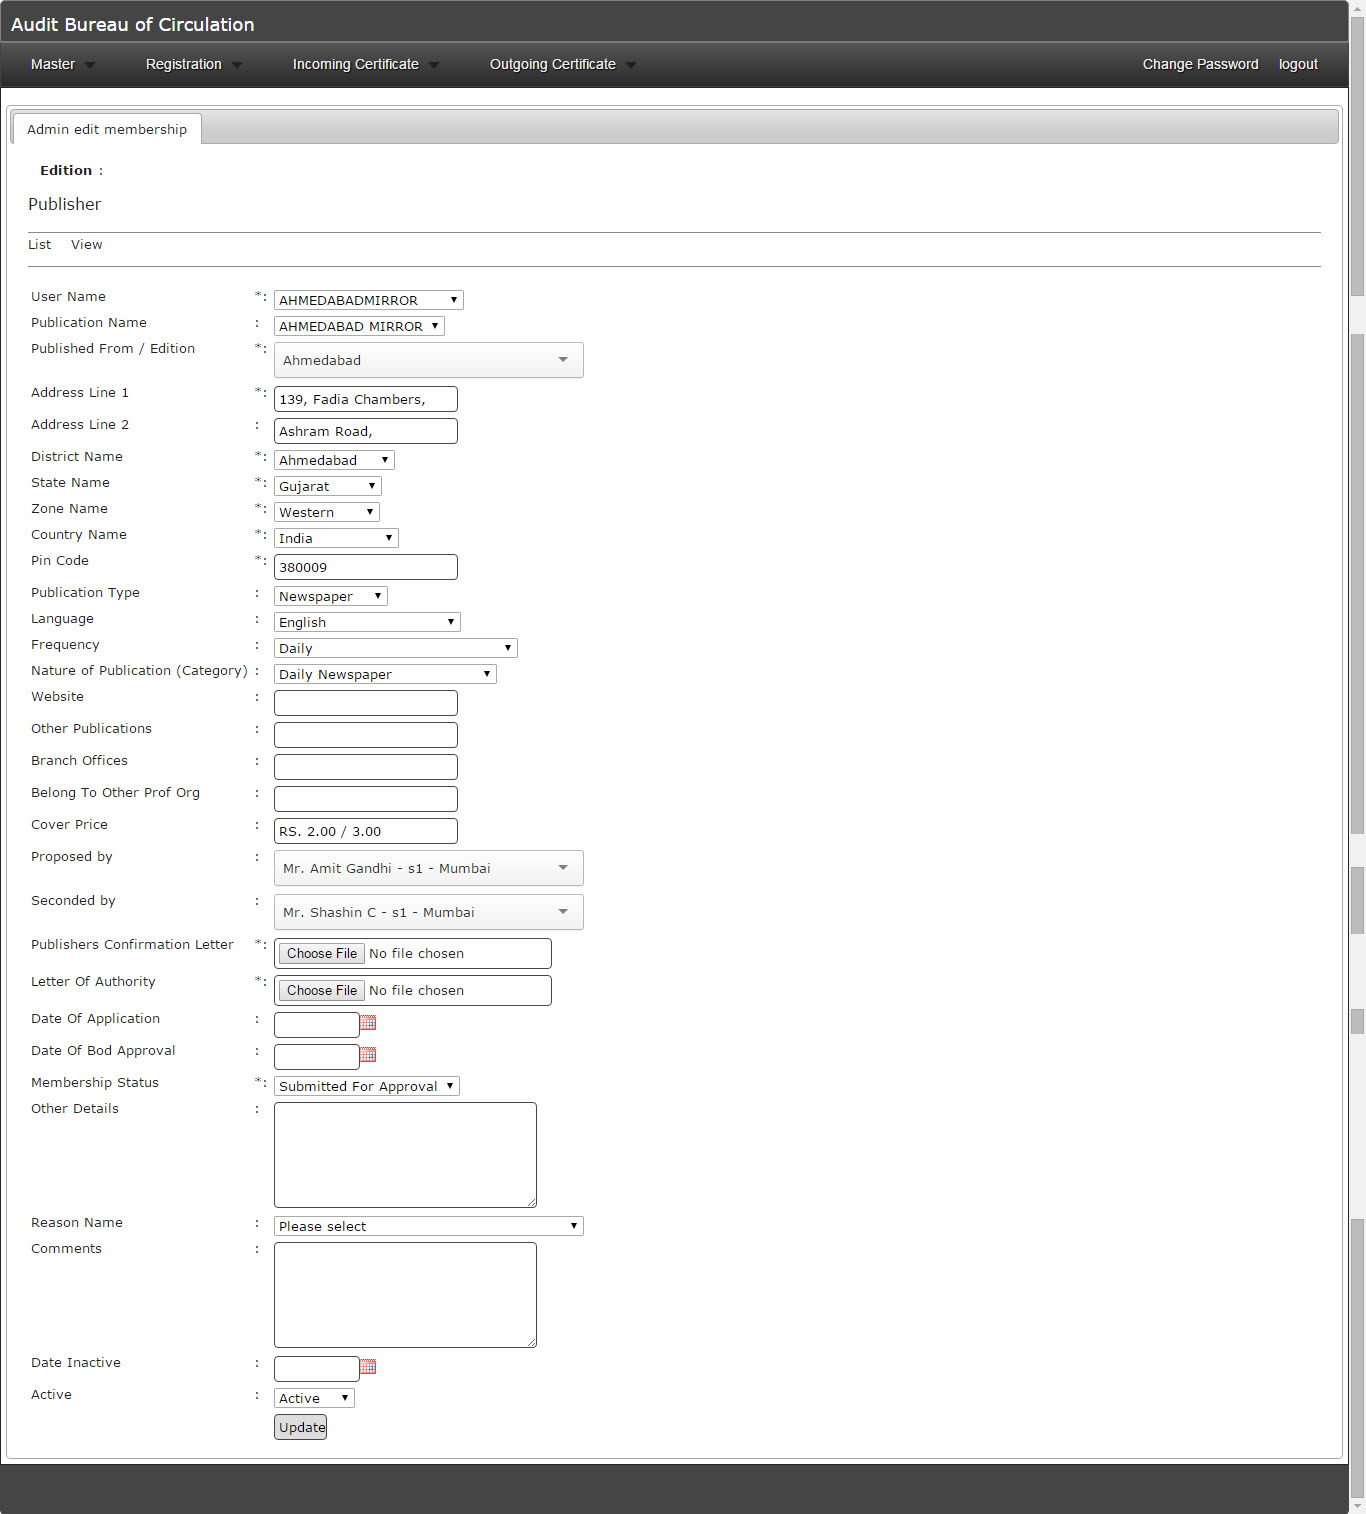 Audit Bureau of Circulation
Master Registration Incoming Certificate Outgoing Certificate Change Password logout
Admin edit membership
Edition :
Publisher
List View
User Name *: AHMEDABADMIRROR
Publication Name : AHMEDABAD MIRROR
Published From / Edition *: Ahmedabad
Address Line 1 *: 139, Fadia Chambers,
Address Line 2 : Ashram Road,
District Name *: Ahmedabad
State Name *: Gujarat
Zone Name *: Western
Country Name *: India
Pin Code *: 380009
Publication Type : Newspaper
Language : English
Frequency : Daily
Nature of Publication (Category) : Daily Newspaper
Website :
Other Publications :
Branch Offices :
Belong To Other Prof Org :
Cover Price : RS. 2.00 / 3.00
Proposed by : Mr. Amit Gandhi - s1 - Mumbai
Seconded by : Mr. Shashin C - s1 - Mumbai
Publishers Confirmation Letter *: Choose File No file chosen
Letter Of Authority *: Choose File No file chosen
Date Of Application :
Date Of Bod Approval :
Membership Status *: Submitted For Approval
Other Details :
Reason Name : Please select
Comments :
Date Inactive :
Active : Active
Update